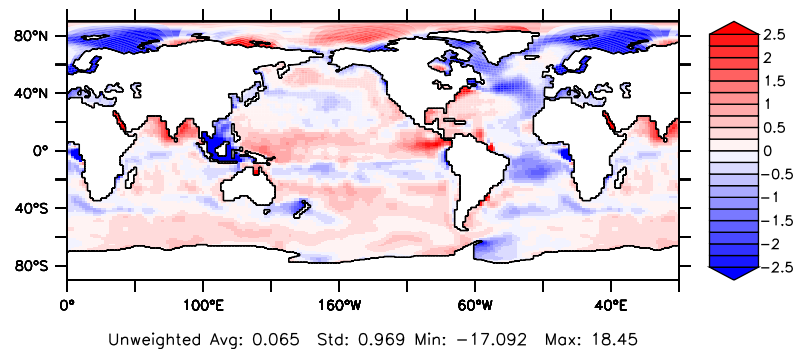 80°N
40°N
0°
40°S
80°S
0°
100°E
160°W
60°W
40°E
2.5
2
1.5
1
0.5
0
−0.5
−1
−1.5
−2
−2.5
Unweighted Avg: 0.065 Std: 0.969 Min: −17.092 Max: 18.45